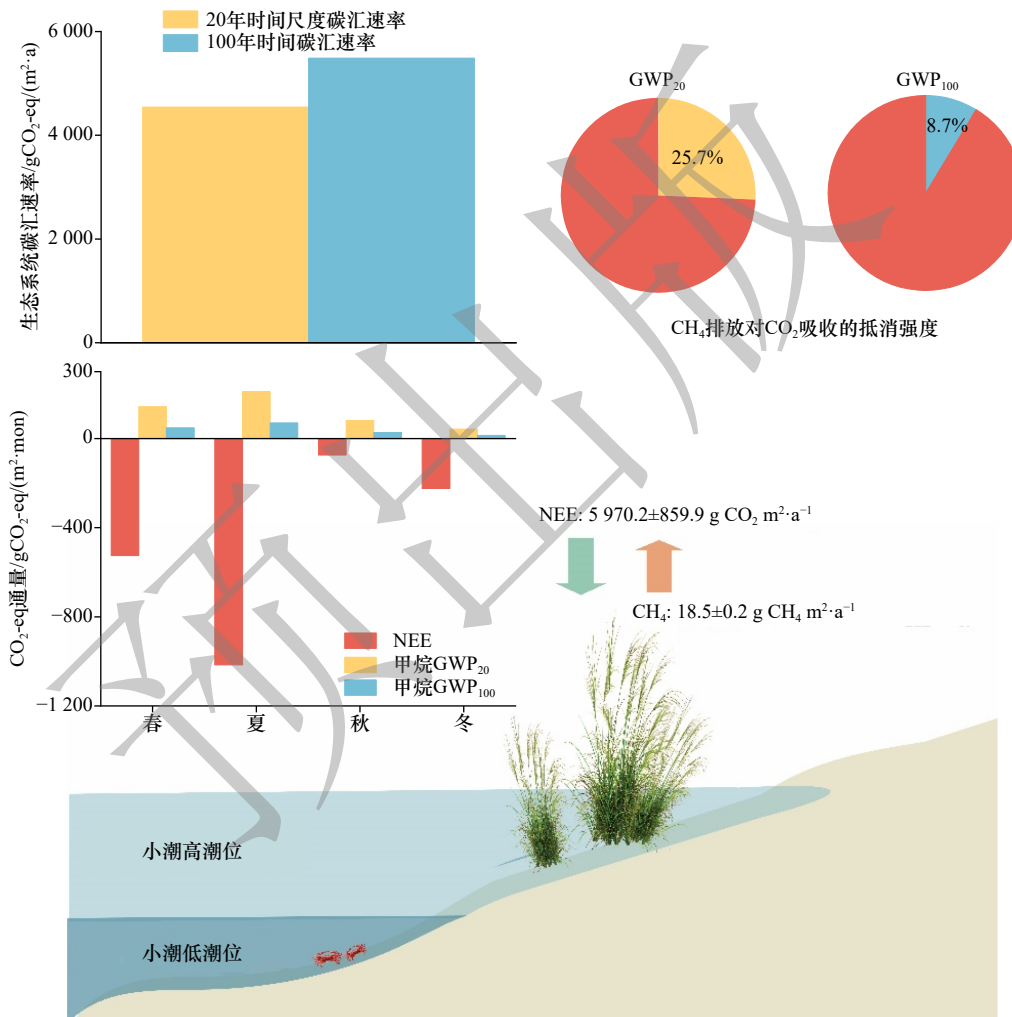 20年时间尺度碳汇速率
100年时间碳汇速率
生态系统碳汇速率/gCO₂-eq/(m²·a)
6 000
4 000
2 000
0
GWP₂₀
GWP₁₀₀
25.7%
8.7%
CH₄排放对CO₂吸收的抵消强度
CO₂-eq通量/gCO₂-eq/(m²·mon)
300
0
−400
−800
−1 200
NEE
甲烷GWP₂₀
甲烷GWP₁₀₀
春 夏 秋 冬
NEE: 5 970.2±859.9 g CO₂ m²·a⁻¹
CH₄: 18.5±0.2 g CH₄ m²·a⁻¹
小潮高潮位
小潮低潮位
预出版